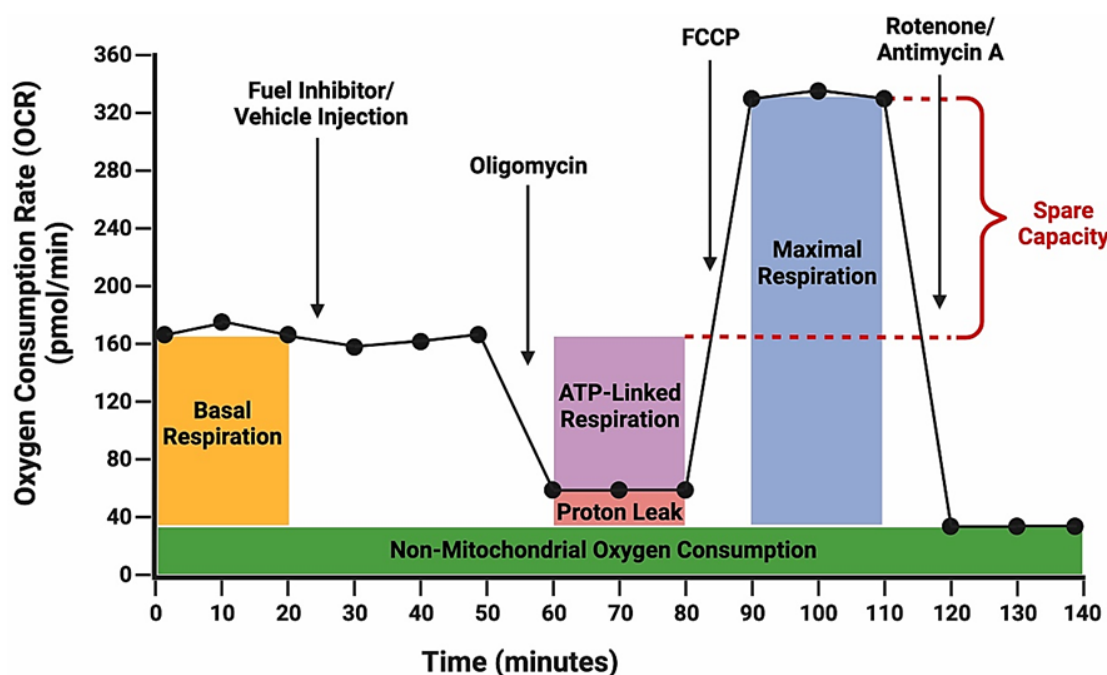 Oxygen Consumption Rate (OCR)
(pmol/min)
360
320
280
240
200
160
120
80
40
0
Fuel Inhibitor/
Vehicle Injection
Oligomycin
FCCP
Rotenone/
Antimycin A
Basal
Respiration
ATP-Linked
Respiration
Proton Leak
Maximal
Respiration
Spare
Capacity
Non-Mitochondrial Oxygen Consumption
0 10 20 30 40 50 60 70 80 90 100 110 120 130 140
Time (minutes)